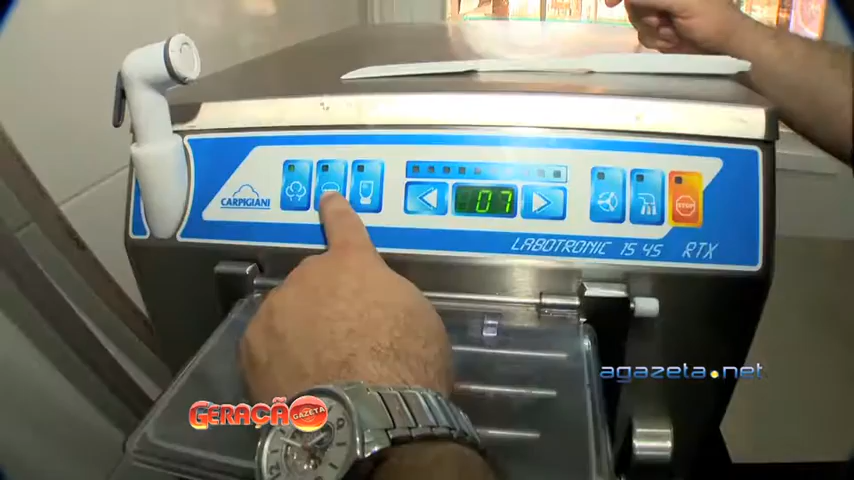 CARPIGIANI
07
STOP
LABOTRONIC 15 45 RTX
agazeta.net
GERAÇÃO GAZETA